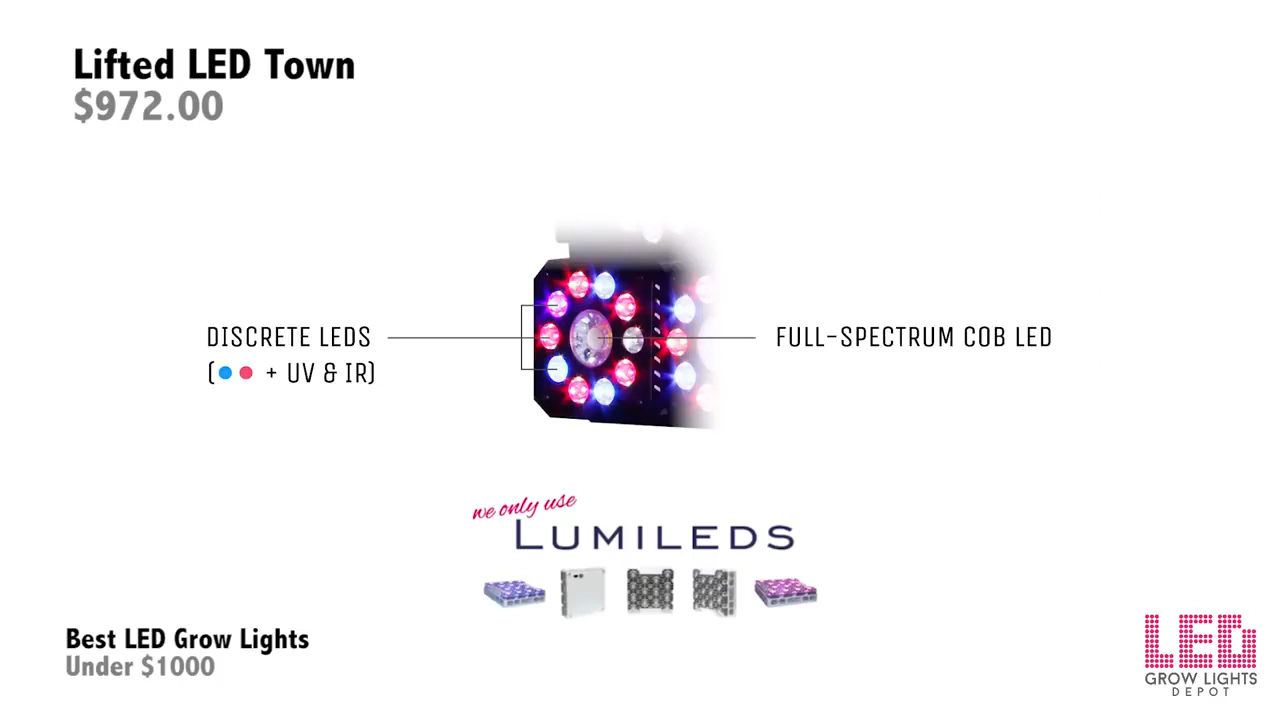 Lifted LED Town
$972.00
DISCRETE LEDS
( + UV & IR)
FULL-SPECTRUM COB LED
we only use
LUMILEDS
Best LED Grow Lights
Under $1000
LED
GROW LIGHTS
DEPOT